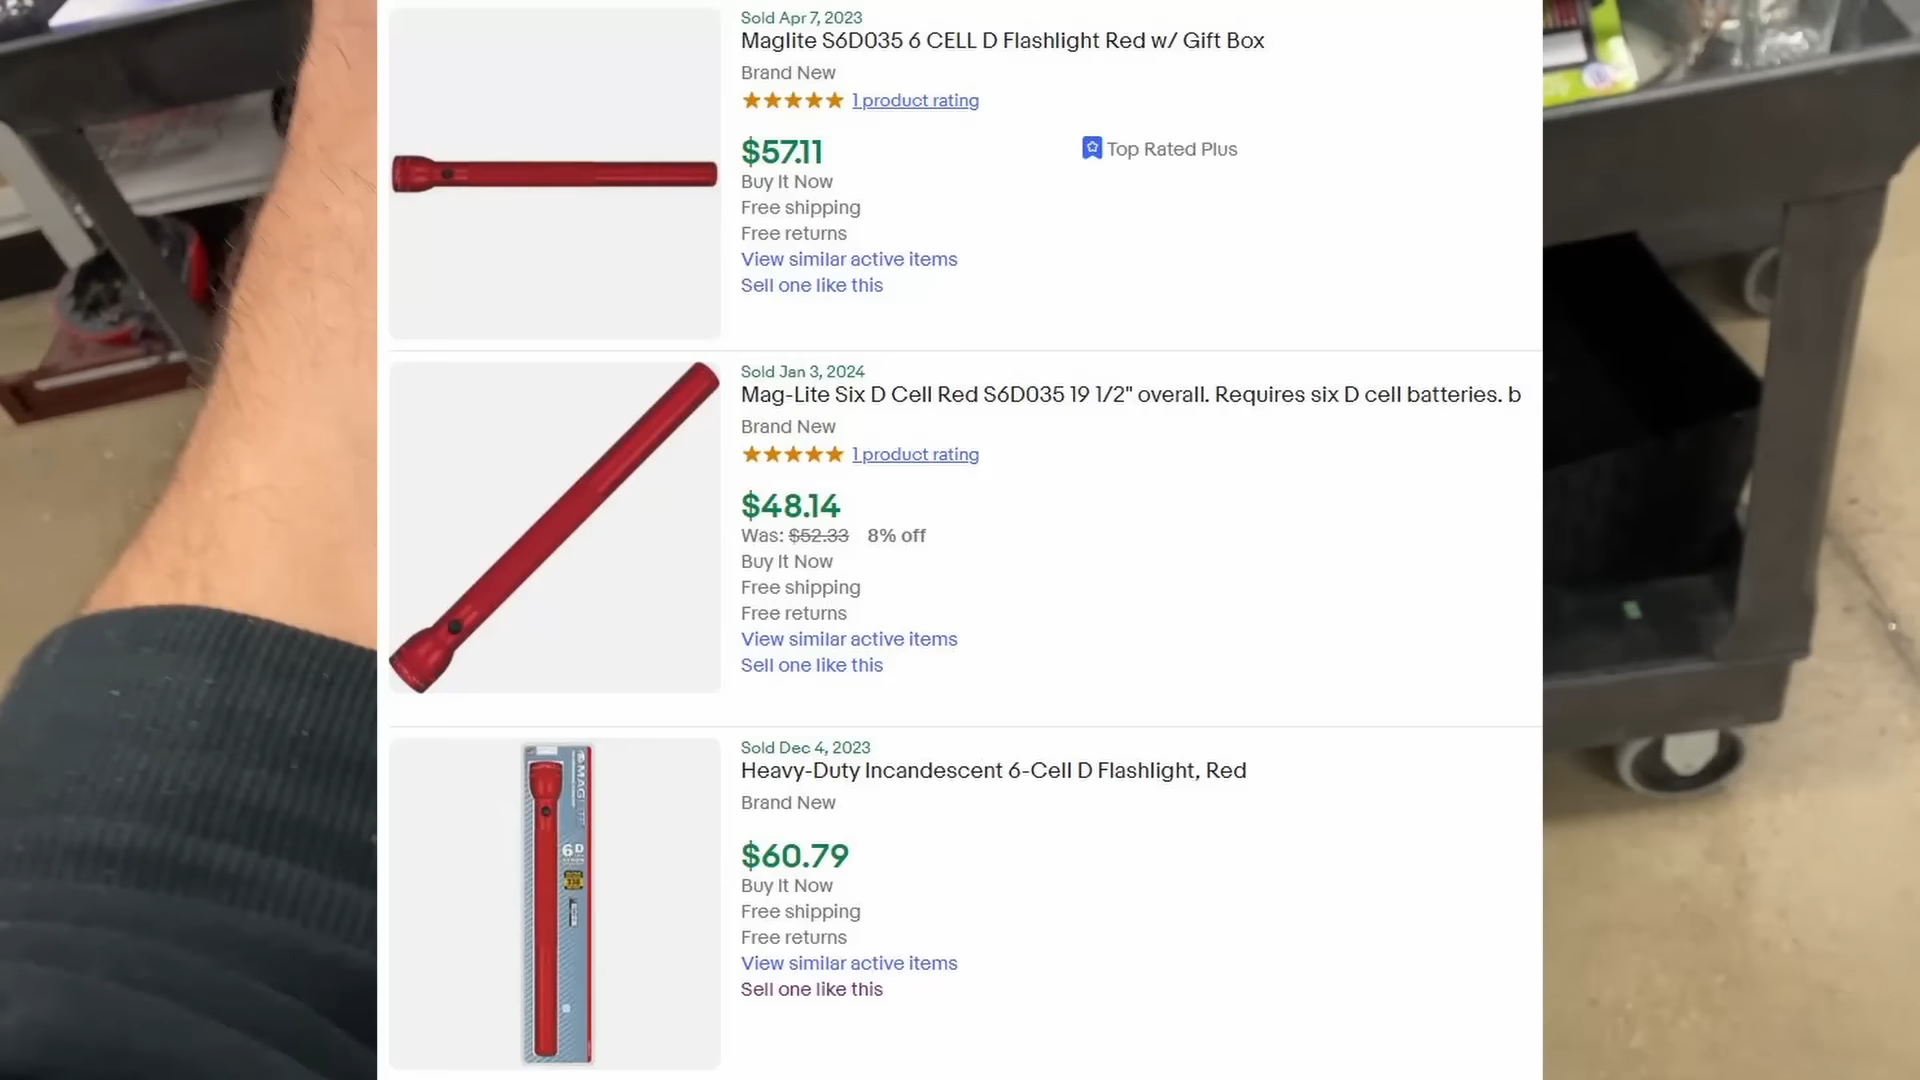 Sold Apr 7, 2023
Maglite S6D035 6 CELL D Flashlight Red w/ Gift Box
Brand New
1 product rating
$57.11
Top Rated Plus
Buy It Now
Free shipping
Free returns
View similar active items
Sell one like this
Sold Jan 3, 2024
Mag-Lite Six D Cell Red S6D035 19 1/2" overall. Requires six D cell batteries. b
Brand New
1 product rating
$48.14
Was: $52.33 8% off
Buy It Now
Free shipping
Free returns
View similar active items
Sell one like this
MAGLITE
6 D
Sold Dec 4, 2023
Heavy-Duty Incandescent 6-Cell D Flashlight, Red
Brand New
$60.79
Buy It Now
Free shipping
Free returns
View similar active items
Sell one like this